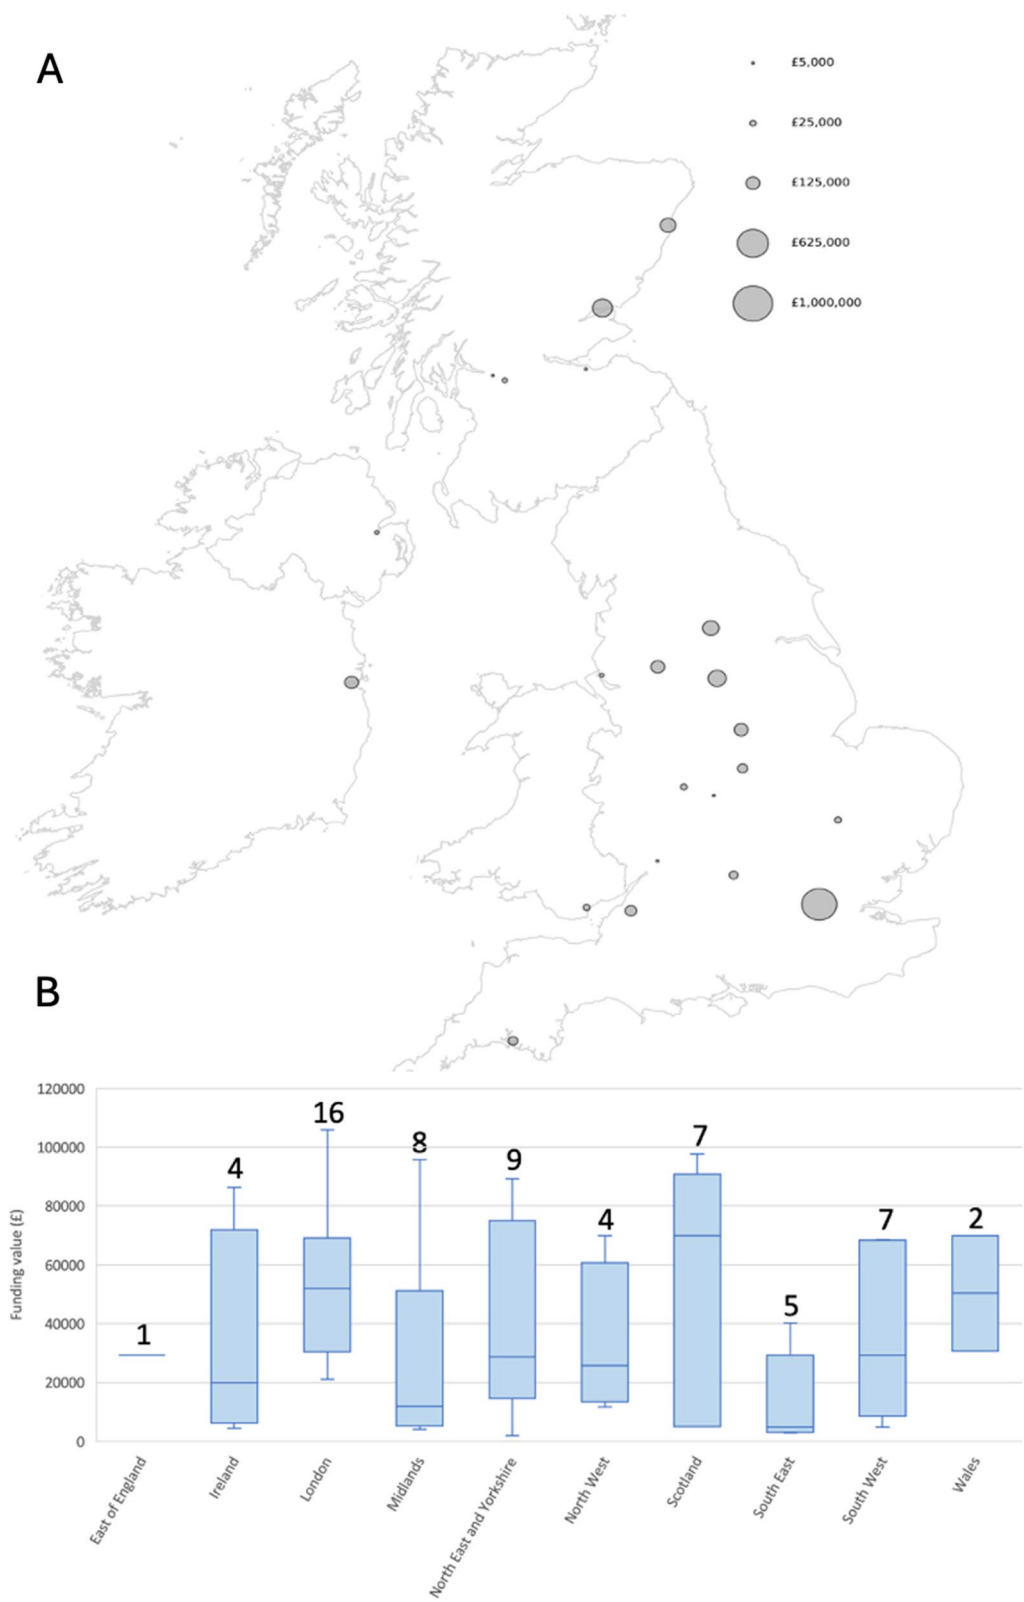 A
£5,000
£25,000
£125,000
£625,000
£1,000,000
B
120000
100000
80000
60000
40000
20000
0
Funding value (£)
1
4
16
8
9
4
7
5
7
2
East of England
Ireland
London
Midlands
North East and Yorkshire
North West
Scotland
South East
South West
Wales